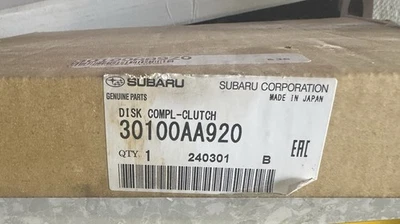 SUBARU SUBARU CORPORATION
GENUINE PARTS MADE IN JAPAN
DISK COMPL-CLUTCH
30100AA920
QTY 1 240301 B EAC